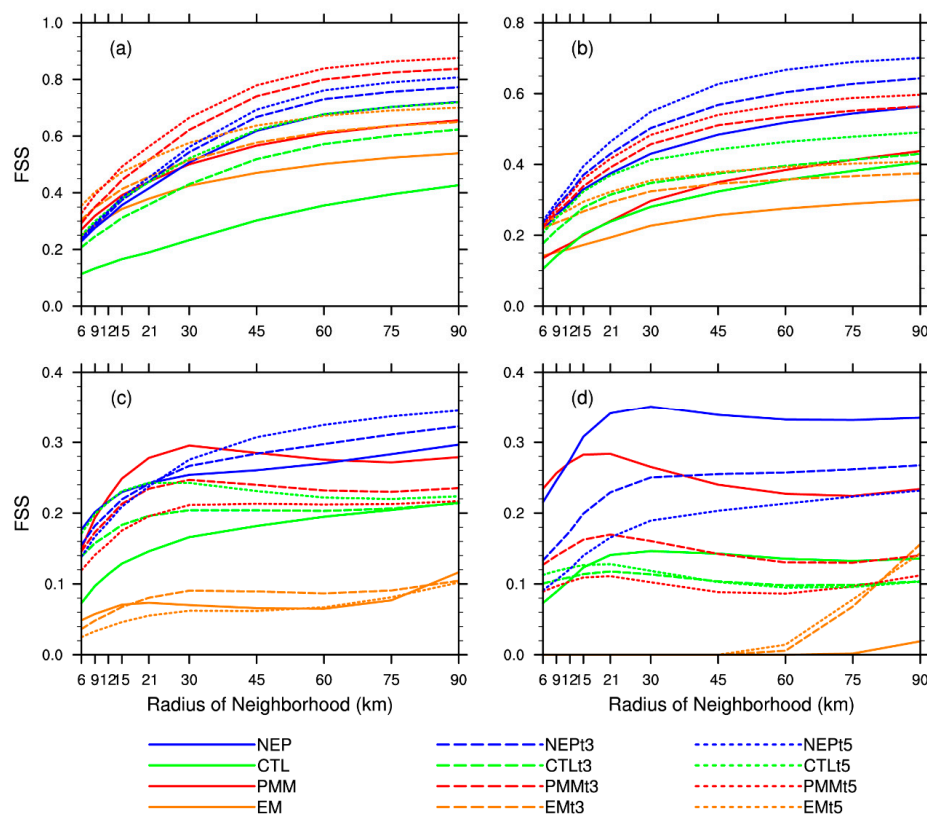 (a)
FSS
1.0
0.8
0.6
0.4
0.2
0.0
6 9 12 15 21 30 45 60 75 90
(b)
0.8
0.6
0.4
0.2
0.0
6 9 12 15 21 30 45 60 75 90
(c)
FSS
0.4
0.3
0.2
0.1
0.0
6 9 12 15 21 30 45 60 75 90
Radius of Neighborhood (km)
(d)
0.4
0.3
0.2
0.1
0.0
6 9 12 15 21 30 45 60 75 90
Radius of Neighborhood (km)
NEP NEPt3 NEPt5
CTL CTLt3 CTLt5
PMM PMMt3 PMMt5
EM EMt3 EMt5